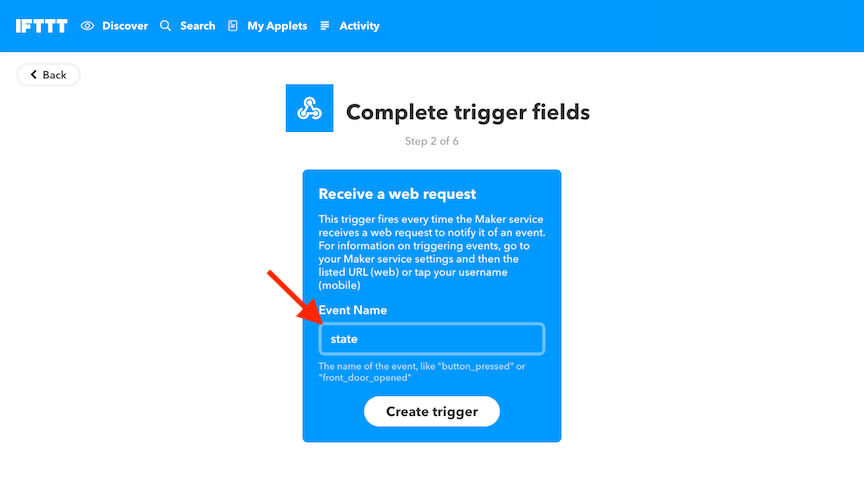 IFTTT Discover Search My Applets Activity
Back
Complete trigger fields
Step 2 of 6
Receive a web request
This trigger fires every time the Maker service
receives a web request to notify it of an event.
For information on triggering events, go to
your Maker service settings and then the
listed URL (web) or tap your username
(mobile)
Event Name
state
The name of the event, like "button_pressed" or
"front_door_opened"
Create trigger